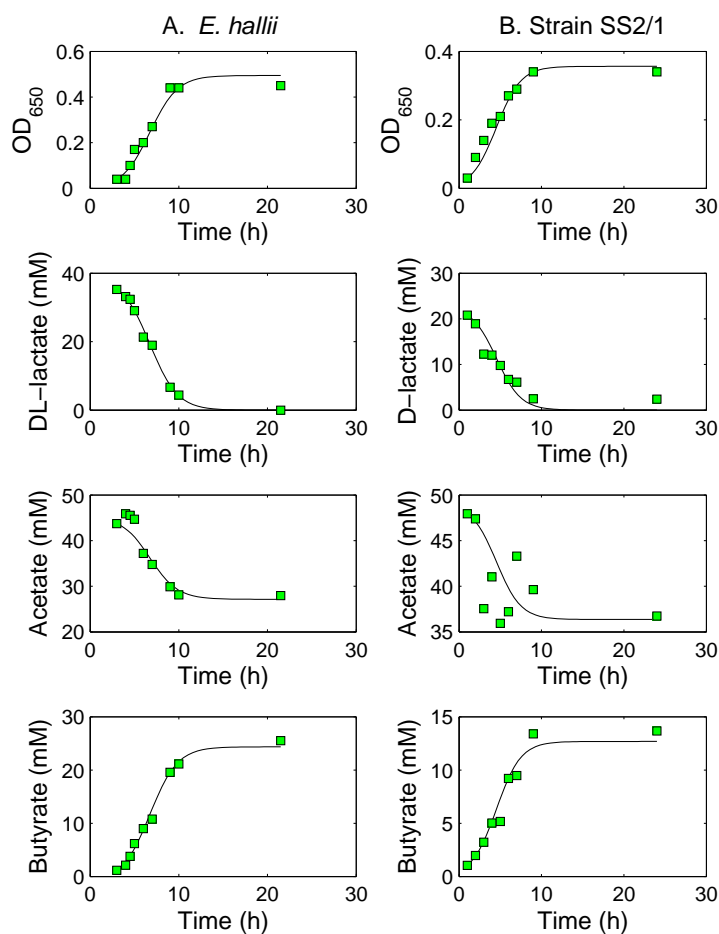 A. E. hallii
B. Strain SS2/1
0.6
0.4
0.2
0
OD650
0 10 20 30
Time (h)
0.4
0.2
0
OD650
0 10 20 30
Time (h)
40
20
0
DL–lactate (mM)
0 10 20 30
Time (h)
30
20
10
0
D–lactate (mM)
0 10 20 30
Time (h)
50
40
30
20
Acetate (mM)
0 10 20 30
Time (h)
50
45
40
35
Acetate (mM)
0 10 20 30
Time (h)
30
20
10
0
Butyrate (mM)
0 10 20 30
Time (h)
15
10
5
0
Butyrate (mM)
0 10 20 30
Time (h)